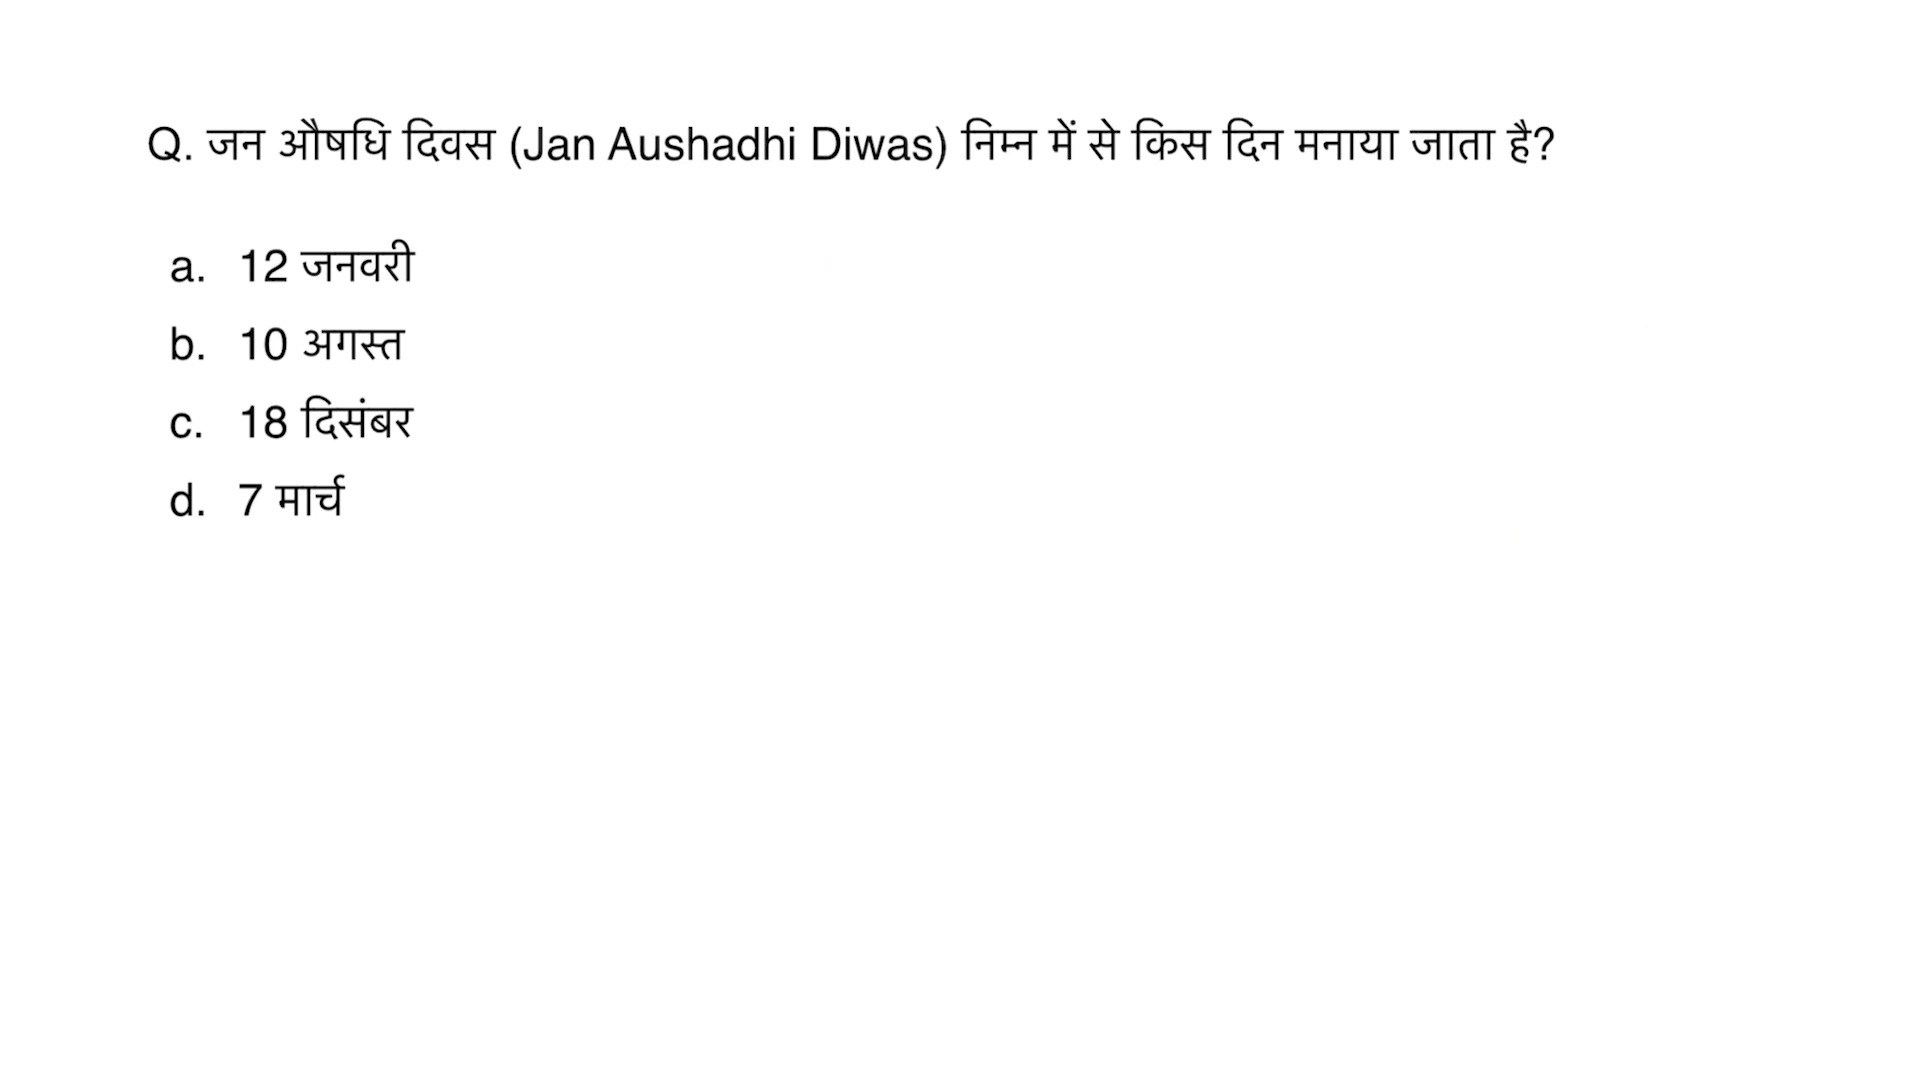 Q. जन औषधि दिवस (Jan Aushadhi Diwas) निम्न में से किस दिन मनाया जाता है?
a. 12 जनवरी
b. 10 अगस्त
c. 18 दिसंबर
d. 7 मार्च